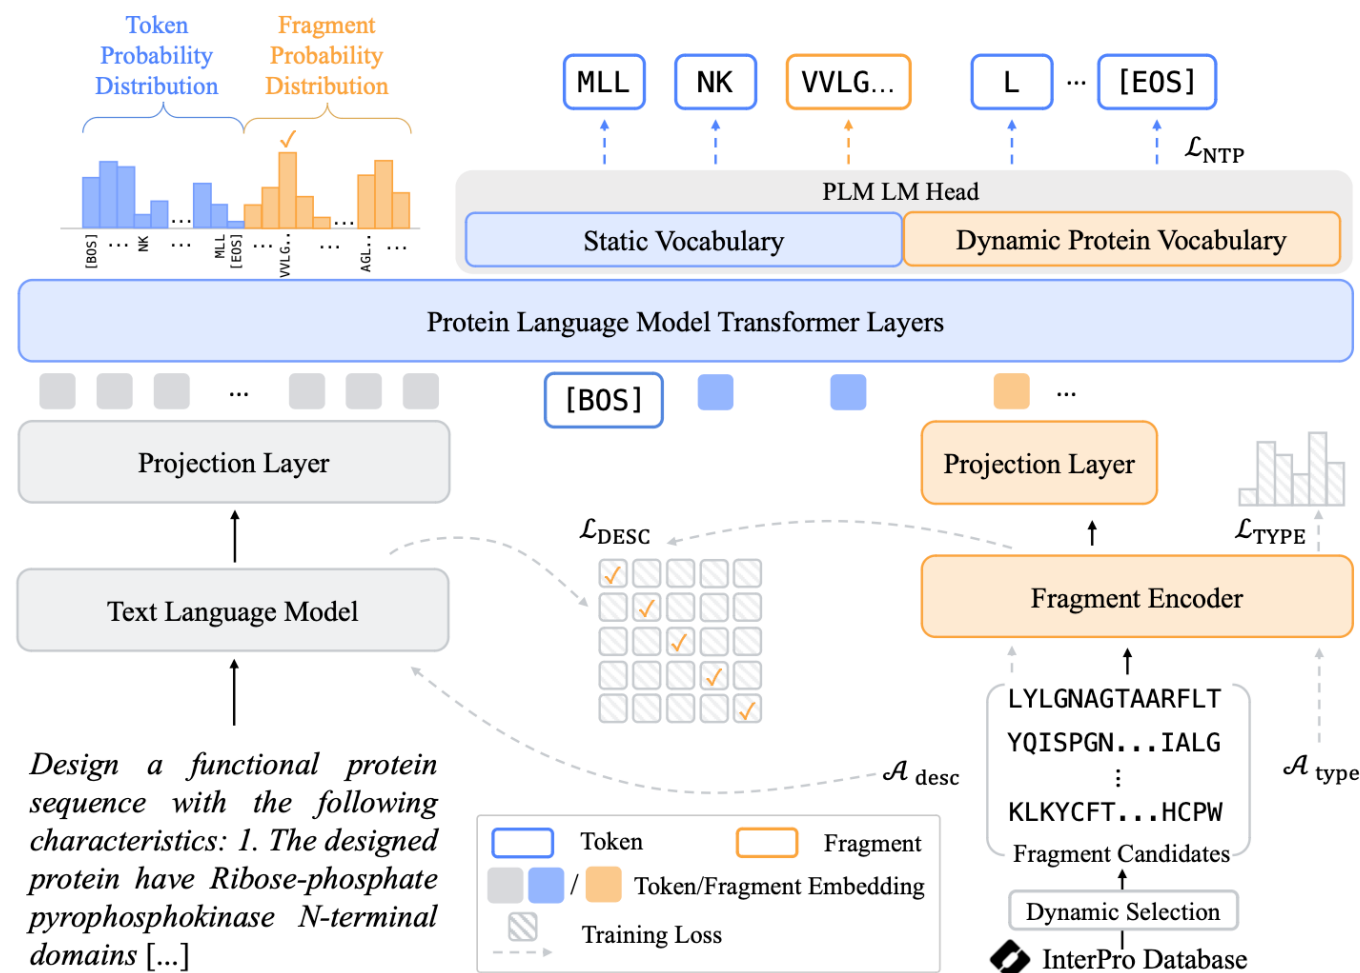 Token
Probability
Distribution
Fragment
Probability
Distribution
✓
[BOS] ... NK ... MLL [EOS] ... VVLG.. ... AGL.. ...
MLL NK VVLG... L ... [EOS]
ℒNTP
PLM LM Head
Static Vocabulary
Dynamic Protein Vocabulary
Protein Language Model Transformer Layers
... [BOS] ...
Projection Layer
Projection Layer
ℒDESC
ℒTYPE
Text Language Model
Fragment Encoder
LYLGNAGTAARFLT
YQISPGN...IALG
⋮
KLKYCFT...HCPW
𝒜 desc
𝒜 type
Fragment Candidates
Dynamic Selection
InterPro Database
Design a functional protein
sequence with the following
characteristics: 1. The designed
protein have Ribose-phosphate
pyrophosphokinase N-terminal
domains [...]
Token
Fragment
/ Token/Fragment Embedding
Training Loss